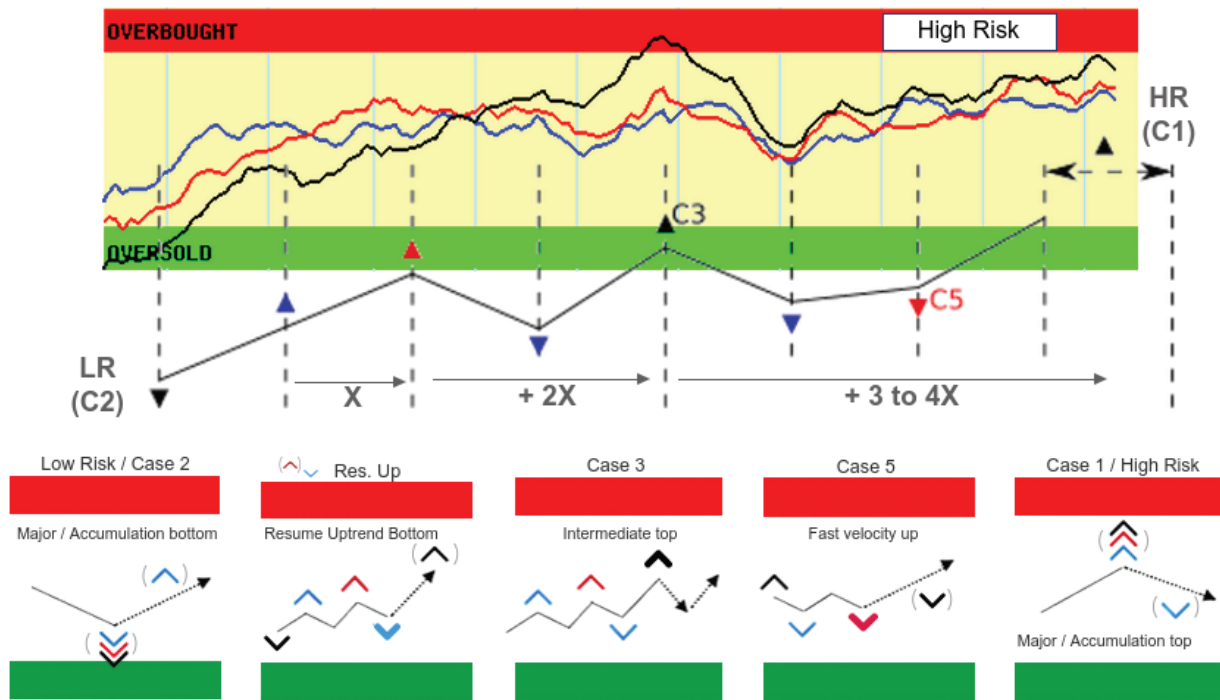 OVERBOUGHT
High Risk
HR
(C1)
C3
OVERSOLD
C5
LR
(C2)
X
+ 2X
+ 3 to 4X
Low Risk / Case 2
Major / Accumulation bottom
Res. Up
Resume Uptrend Bottom
Case 3
Intermediate top
Case 5
Fast velocity up
Case 1 / High Risk
Major / Accumulation top